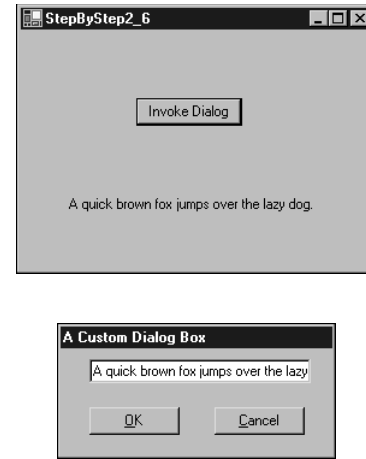 StepByStep2_6
Invoke Dialog
A quick brown fox jumps over the lazy dog.
A Custom Dialog Box
A quick brown fox jumps over the lazy
OK
Cancel